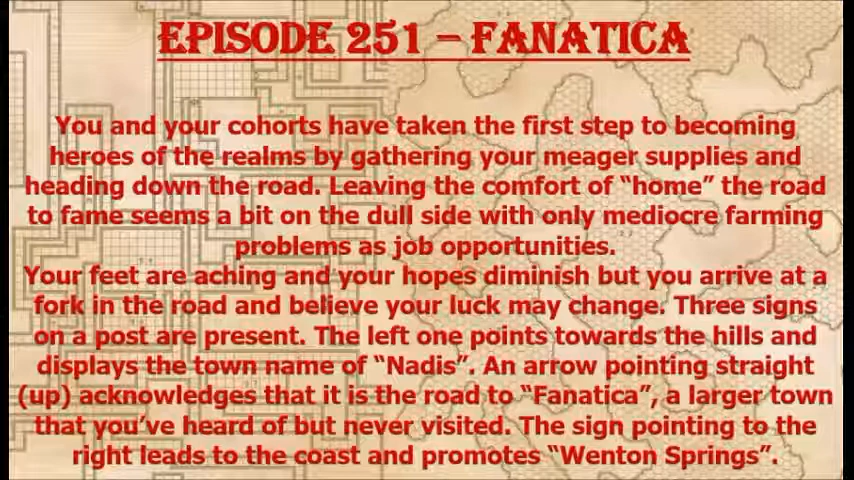 EPISODE 251 – FANATICA
You and your cohorts have taken the first step to becoming
heroes of the realms by gathering your meager supplies and
heading down the road. Leaving the comfort of “home” the road
to fame seems a bit on the dull side with only mediocre farming
problems as job opportunities.
Your feet are aching and your hopes diminish but you arrive at a
fork in the road and believe your luck may change. Three signs
on a post are present. The left one points towards the hills and
displays the town name of “Nadis”. An arrow pointing straight
(up) acknowledges that it is the road to “Fanatica”, a larger town
that you’ve heard of but never visited. The sign pointing to the
right leads to the coast and promotes “Wenton Springs”.